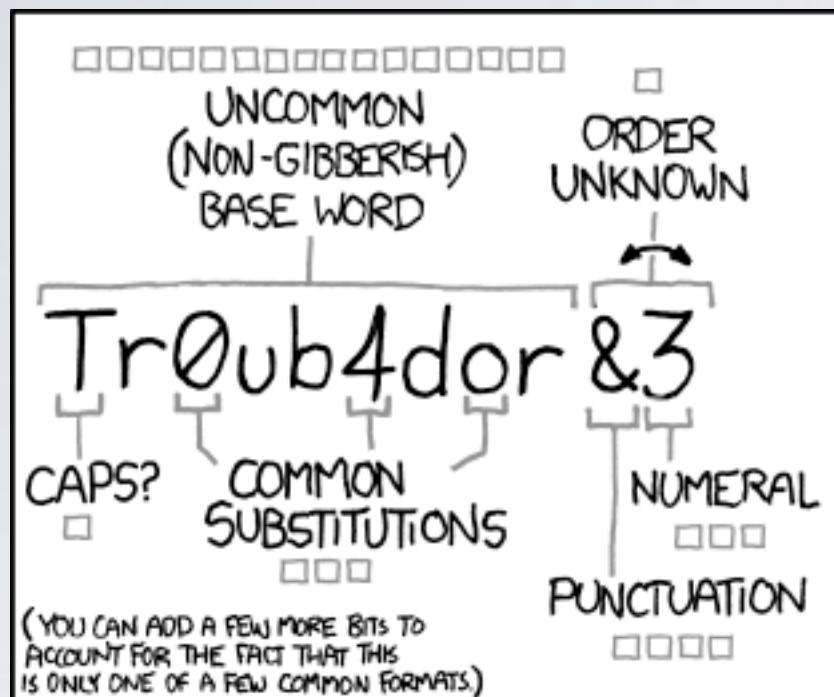 UNCOMMON
(NON-GIBBERISH)
BASE WORD
ORDER
UNKNOWN
Tr0ub4dor &3
CAPS?
COMMON
SUBSTITUTIONS
NUMERAL
PUNCTUATION
(YOU CAN ADD A FEW MORE BITS TO
ACCOUNT FOR THE FACT THAT THIS
IS ONLY ONE OF A FEW COMMON FORMATS.)